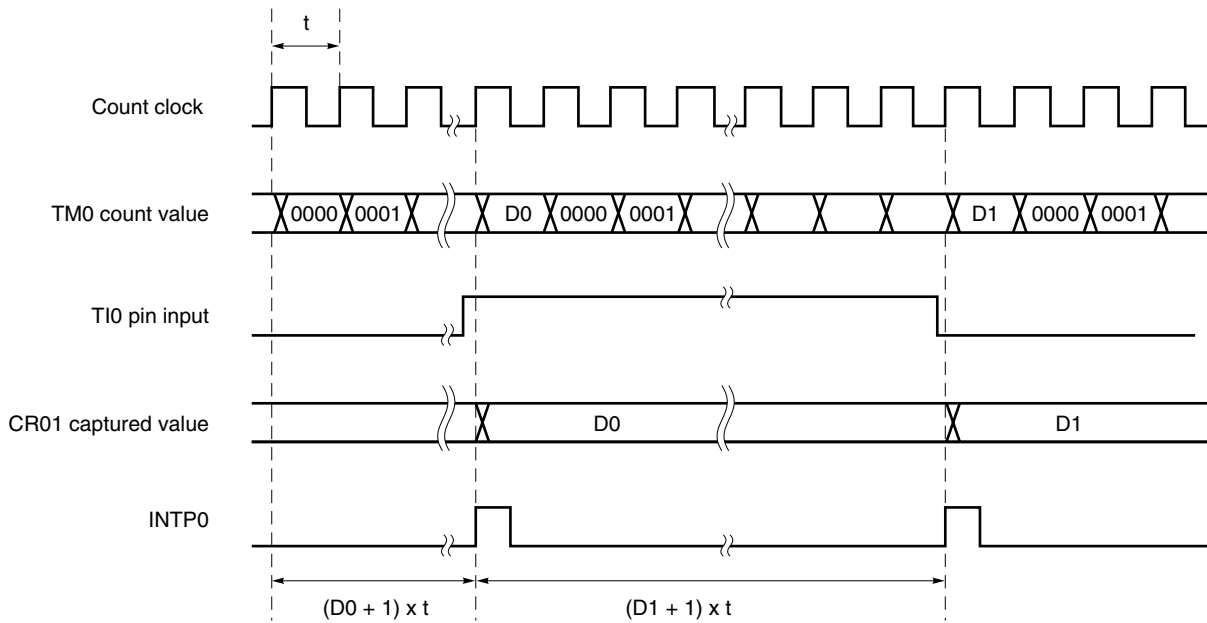 t
Count clock
TM0 count value
0000 0001 D0 0000 0001 D1 0000 0001
TI0 pin input
CR01 captured value
D0 D1
INTP0
(D0 + 1) x t (D1 + 1) x t